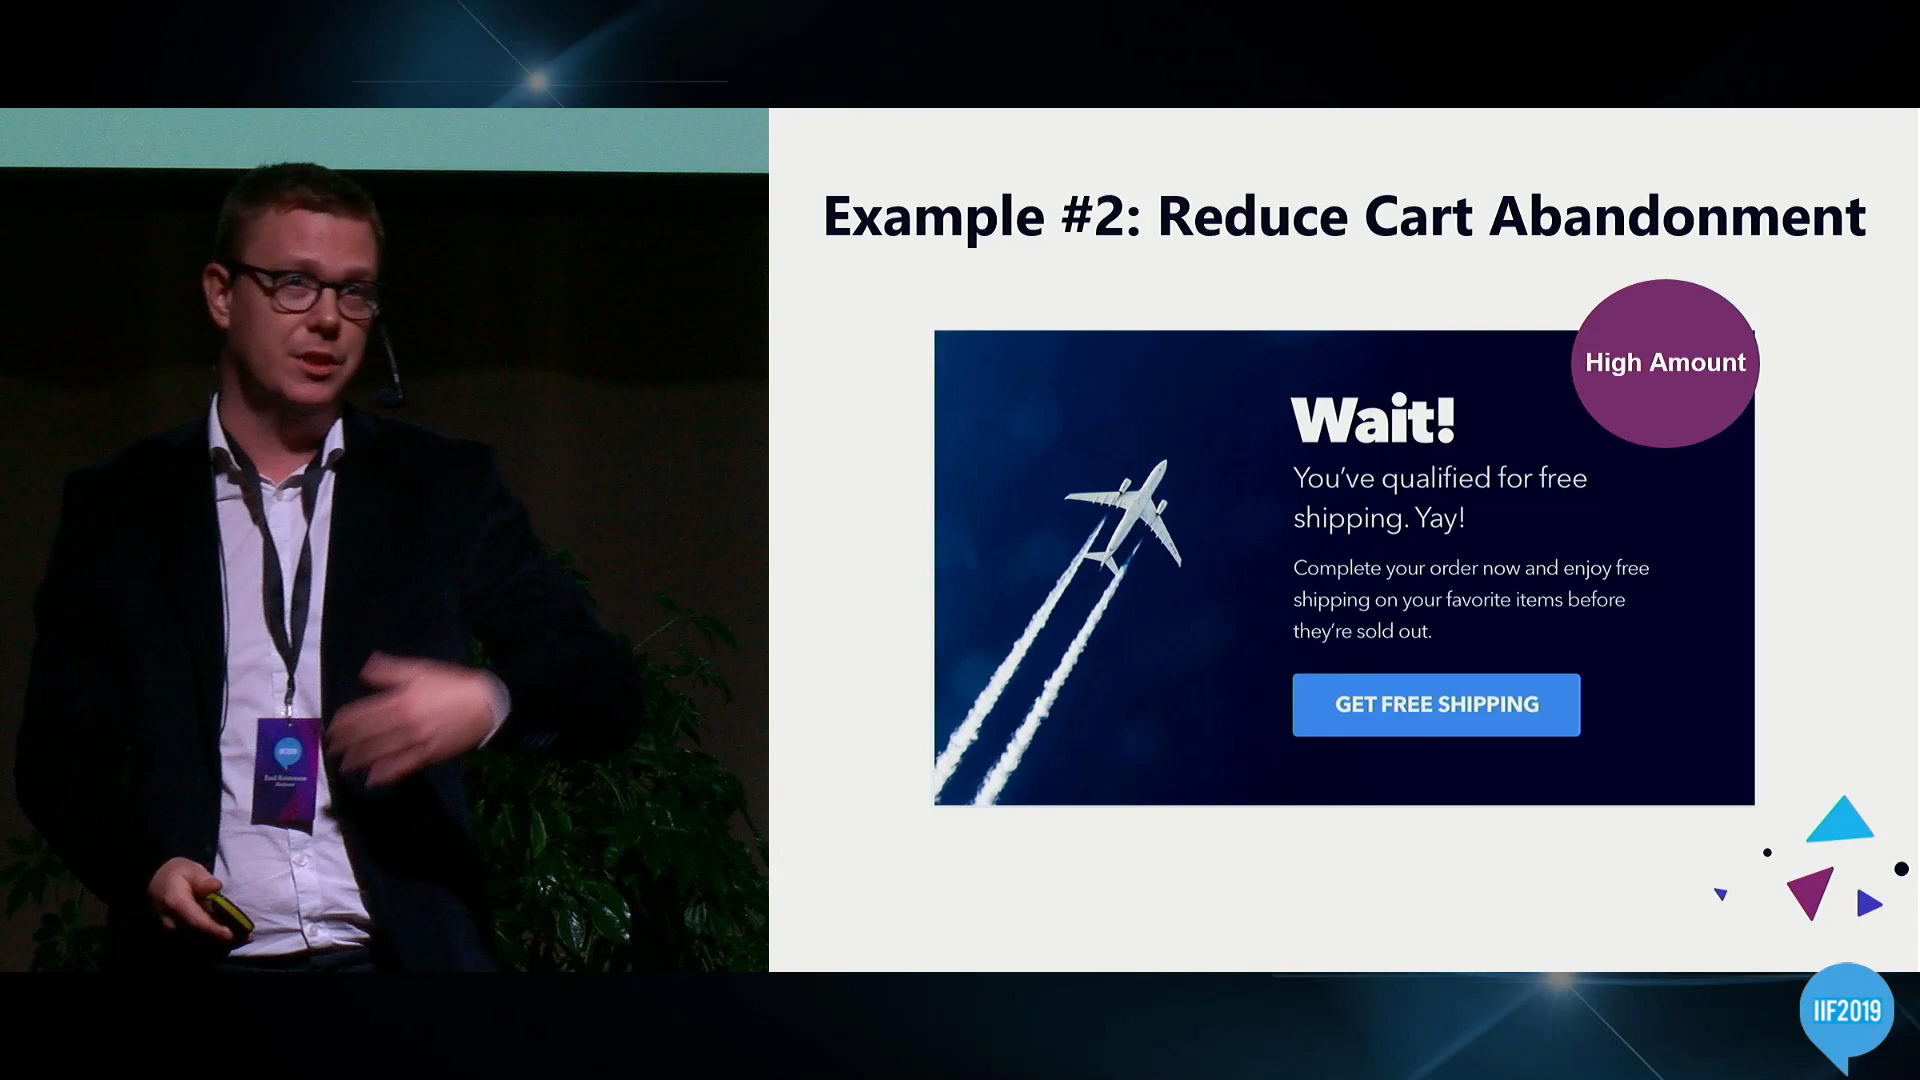 Example #2: Reduce Cart Abandonment
High Amount
Wait!
You've qualified for free
shipping. Yay!
Complete your order now and enjoy free
shipping on your favorite items before
they're sold out.
GET FREE SHIPPING
IIF2019
IIF2019